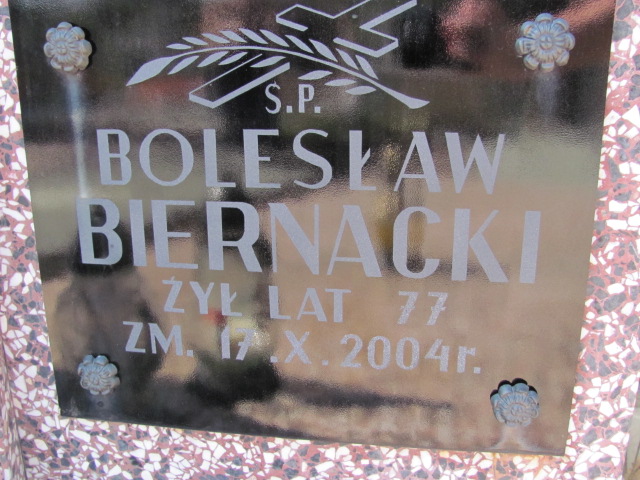 Ś.P.
BOLESŁAW
BIERNACKI
ŻYŁ LAT 77
ZM. 17.X.2004r.